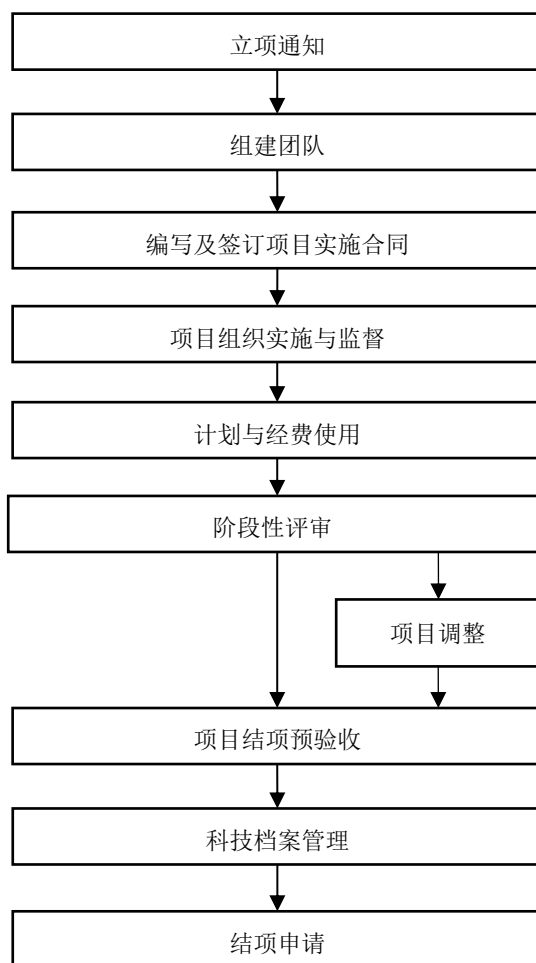 立项通知
组建团队
编写及签订项目实施合同
项目组织实施与监督
计划与经费使用
阶段性评审
项目调整
项目结项预验收
科技档案管理
结项申请